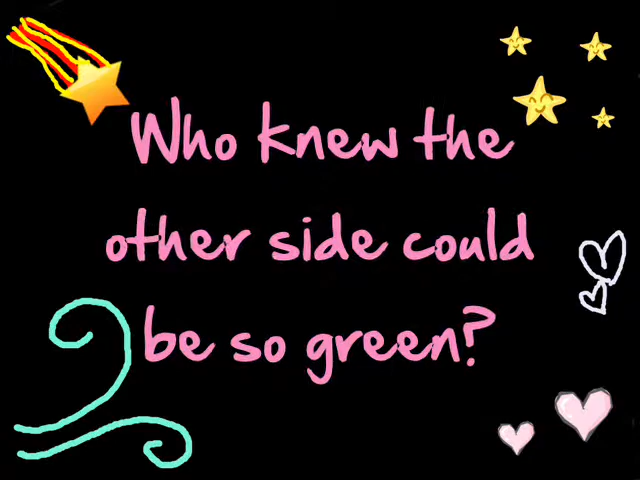 Who knew the
other side could
be so green?